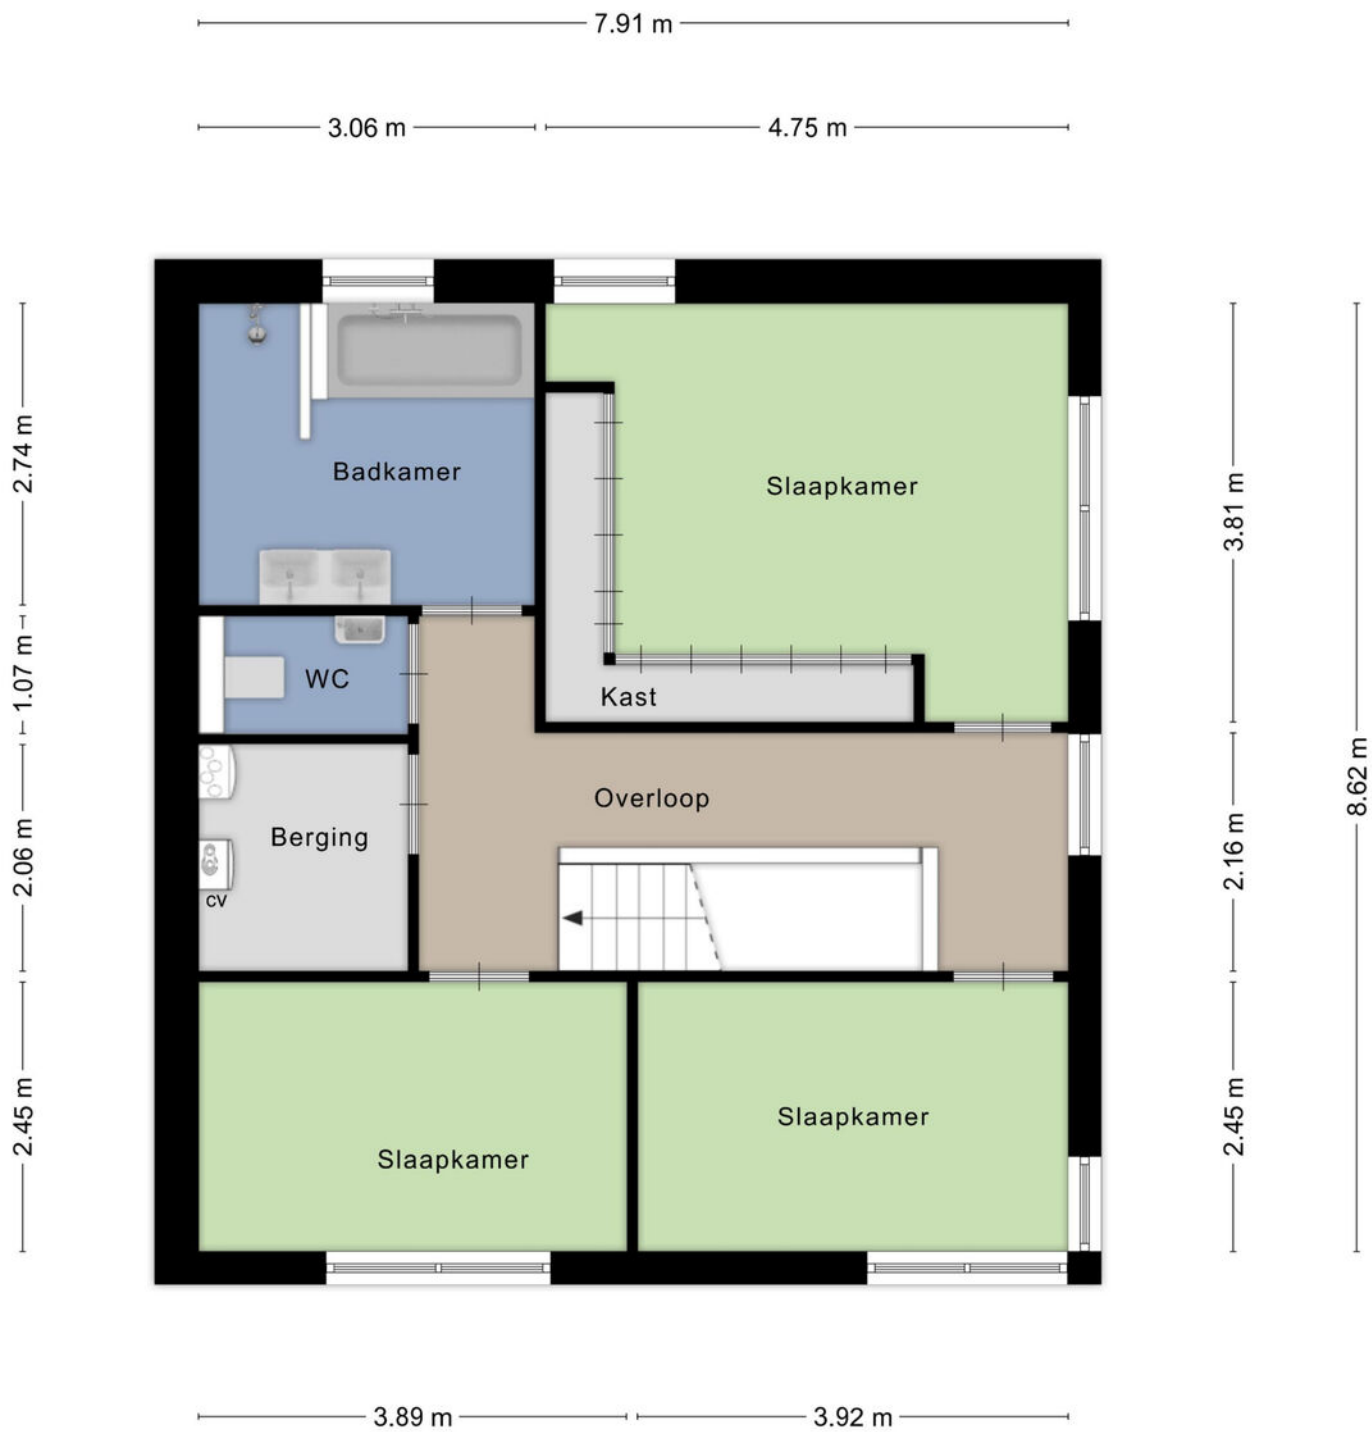 7.91 m
3.06 m
4.75 m
2.74 m
Badkamer
Slaapkamer
3.81 m
1.07 m
WC
Kast
8.62 m
Overloop
2.06 m
Berging
2.16 m
cv
2.45 m
Slaapkamer
Slaapkamer
2.45 m
3.89 m
3.92 m